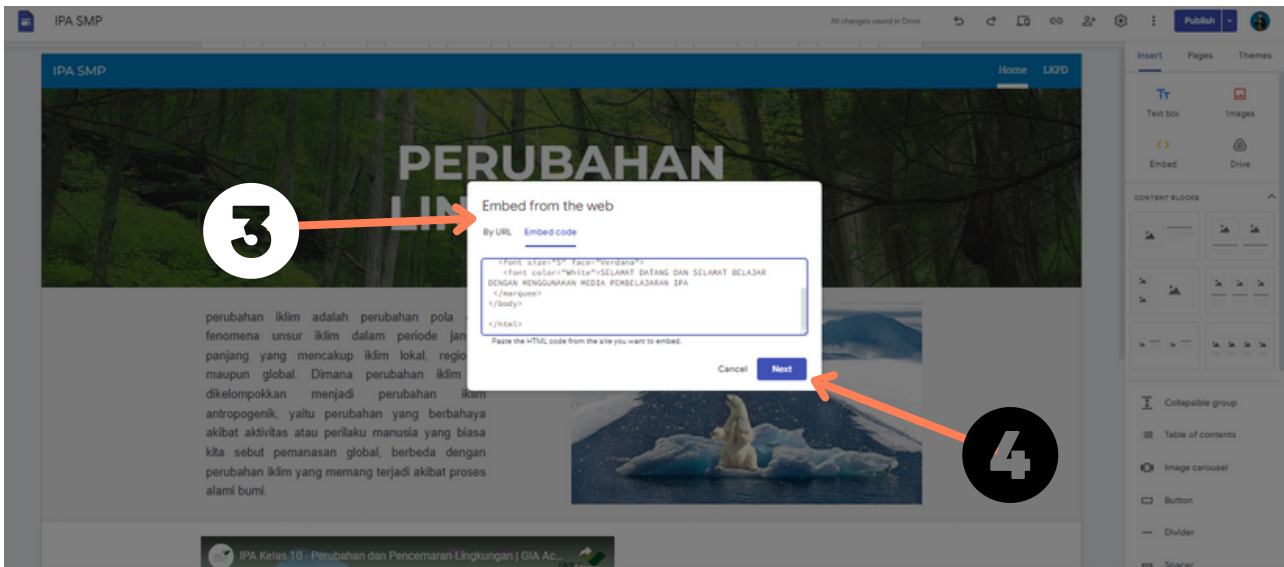 IPA SMP
All changes saved in Drive
Publish
IPA SMP
Home LKPD
PERUBAHAN
LIN
3
Embed from the web
By URL Embed code
<font size="5" face="Verdana">
<font color="White">SELAMAT DATANG DAN SELAMAT BELAJAR
DENGAN MENGGUNAKAN MEDIA PEMBELAJARAN IPA
</marquee>
</body>
</html>
Paste the HTML code from the site you want to embed.
Cancel Next
4
perubahan iklim adalah perubahan pola
fenomena unsur iklim dalam periode
panjang yang mencakup iklim lokal,
maupun global. Dimana perubahan iklim
dikelompokkan menjadi perubahan iklim
antropogenik, yaitu perubahan yang berbahaya
akibat aktivitas atau perilaku manusia yang biasa
kita sebut pemanasan global, berbeda dengan
perubahan iklim yang memang terjadi akibat proses
alami bumi.
IPA Kelas 10 - Perubahan dan Pencemaran Lingkungan | GIA Ac...
Insert Pages Themes
Text box Images
Embed Drive
CONTENT BLOCKS
Collapsible group
Table of contents
Image carousel
Button
Divider
Spacer